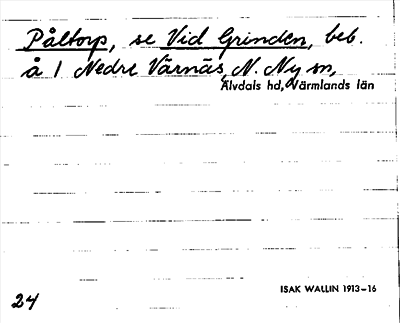 Påltorp, se Vid Grinden, beb.
å 1 Nedre Värnäs, N. Ny sn,
Älvdals hd, Värmlands län
ISAK WALLIN 1913–16
24